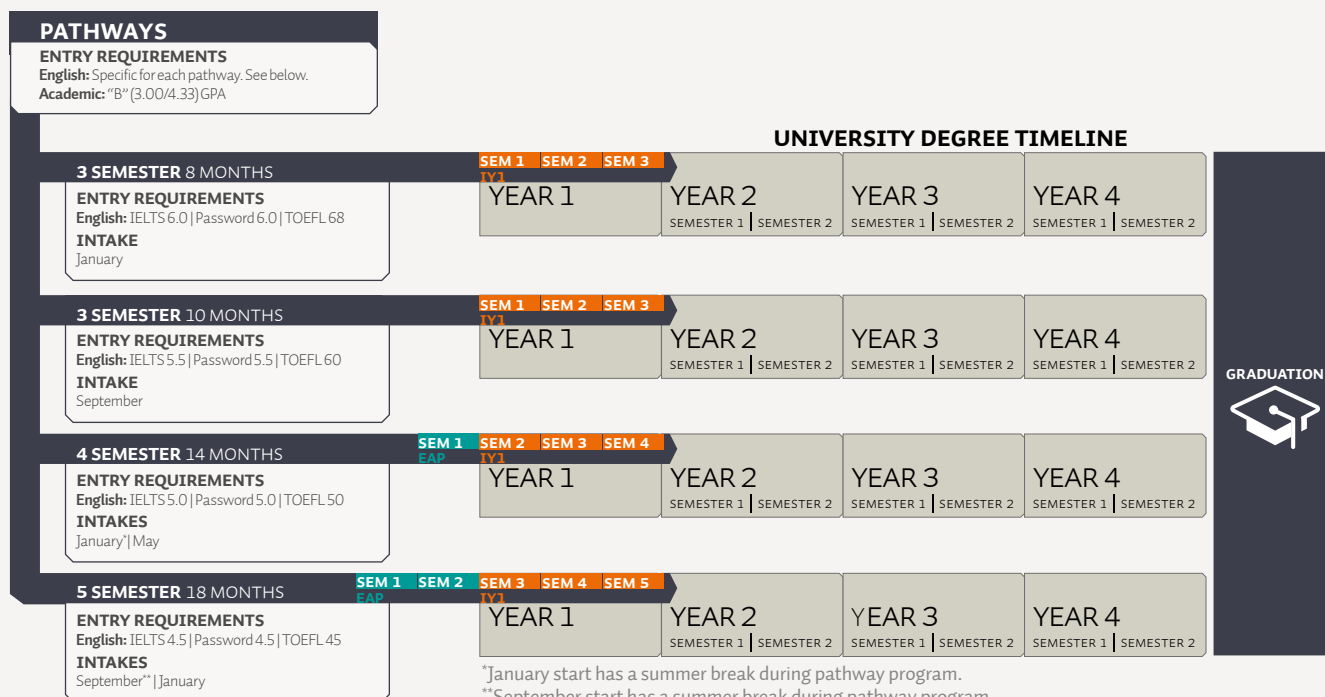 PATHWAYS
ENTRY REQUIREMENTS
English: Specific for each pathway. See below.
Academic: “B” (3.00/4.33) GPA
UNIVERSITY DEGREE TIMELINE
3 SEMESTER 8 MONTHS
SEM 1 SEM 2 SEM 3
IY1
ENTRY REQUIREMENTS
English: IELTS 6.0 | Password 6.0 | TOEFL 68
INTAKE
January
YEAR 1 YEAR 2 YEAR 3 YEAR 4
SEMESTER 1 | SEMESTER 2 SEMESTER 1 | SEMESTER 2 SEMESTER 1 | SEMESTER 2
3 SEMESTER 10 MONTHS
SEM 1 SEM 2 SEM 3
IY1
ENTRY REQUIREMENTS
English: IELTS 5.5 | Password 5.5 | TOEFL 60
INTAKE
September
YEAR 1 YEAR 2 YEAR 3 YEAR 4
SEMESTER 1 | SEMESTER 2 SEMESTER 1 | SEMESTER 2 SEMESTER 1 | SEMESTER 2
4 SEMESTER 14 MONTHS
SEM 1 SEM 2 SEM 3 SEM 4
EAP IY1
ENTRY REQUIREMENTS
English: IELTS 5.0 | Password 5.0 | TOEFL 50
INTAKES
January* | May
YEAR 1 YEAR 2 YEAR 3 YEAR 4
SEMESTER 1 | SEMESTER 2 SEMESTER 1 | SEMESTER 2 SEMESTER 1 | SEMESTER 2
5 SEMESTER 18 MONTHS
SEM 1 SEM 2 SEM 3 SEM 4 SEM 5
EAP IY1
ENTRY REQUIREMENTS
English: IELTS 4.5 | Password 4.5 | TOEFL 45
INTAKES
September** | January
YEAR 1 YEAR 2 YEAR 3 YEAR 4
SEMESTER 1 | SEMESTER 2 SEMESTER 1 | SEMESTER 2 SEMESTER 1 | SEMESTER 2
GRADUATION
*January start has a summer break during pathway program.
**September start has a summer break during pathway program